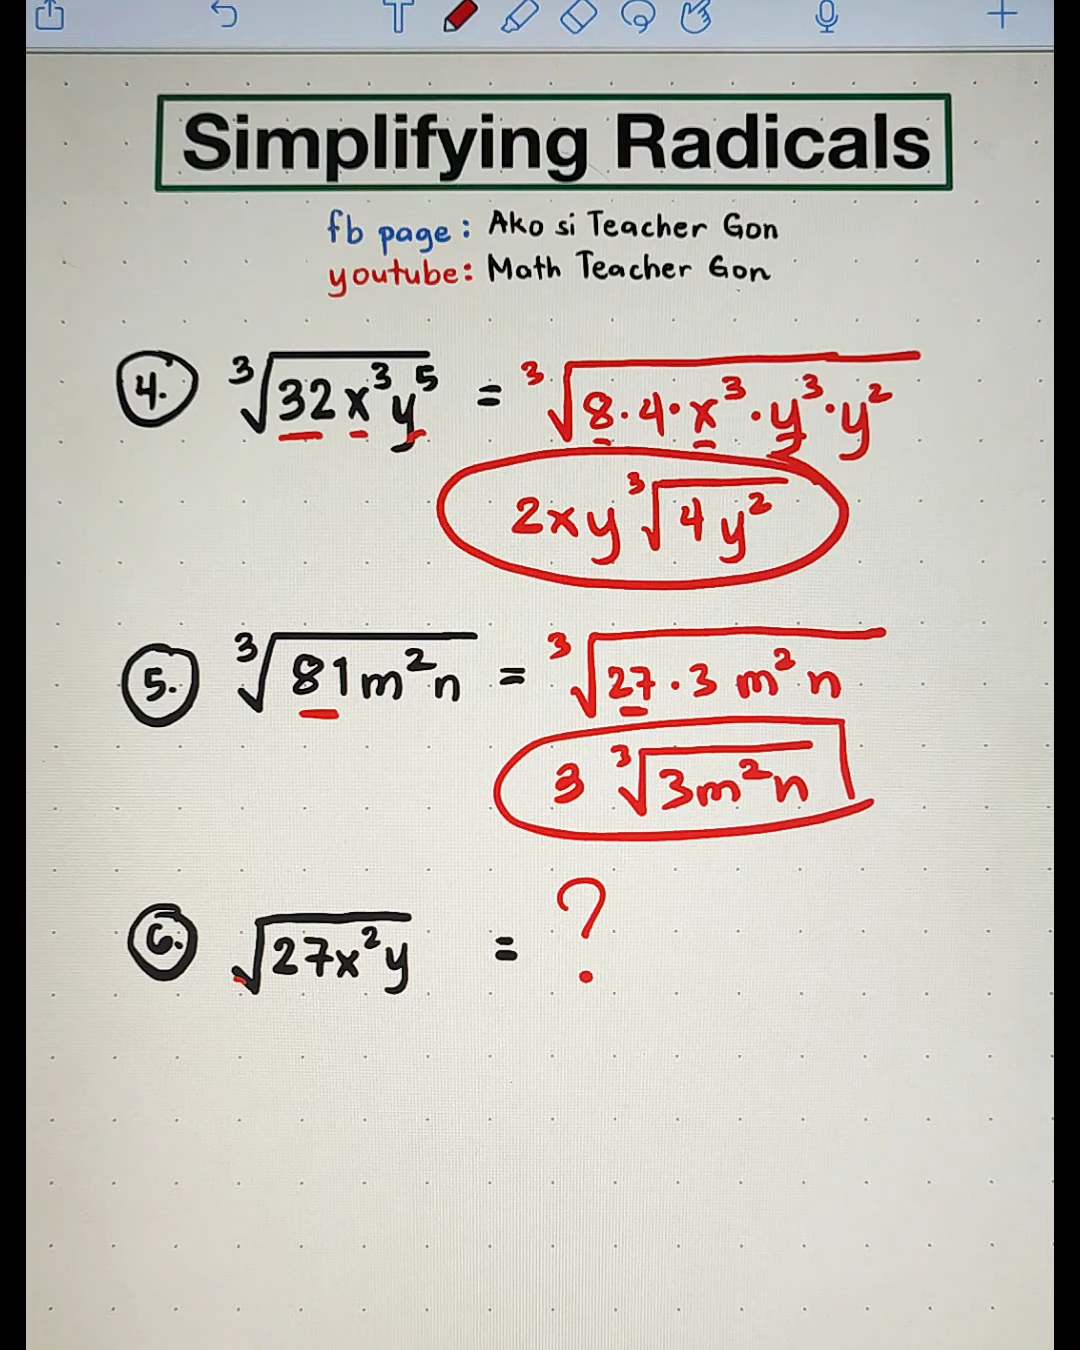 Simplifying Radicals
fb page: Ako si Teacher Gon
youtube: Math Teacher Gon
4. ∛(32x³y⁵) = ∛(8·4·x³·y³·y²)
2xy∛(4y²)
5. ∛(81m²n) = ∛(27·3m²n)
3∛(3m²n)
6. √(27x²y) = ?